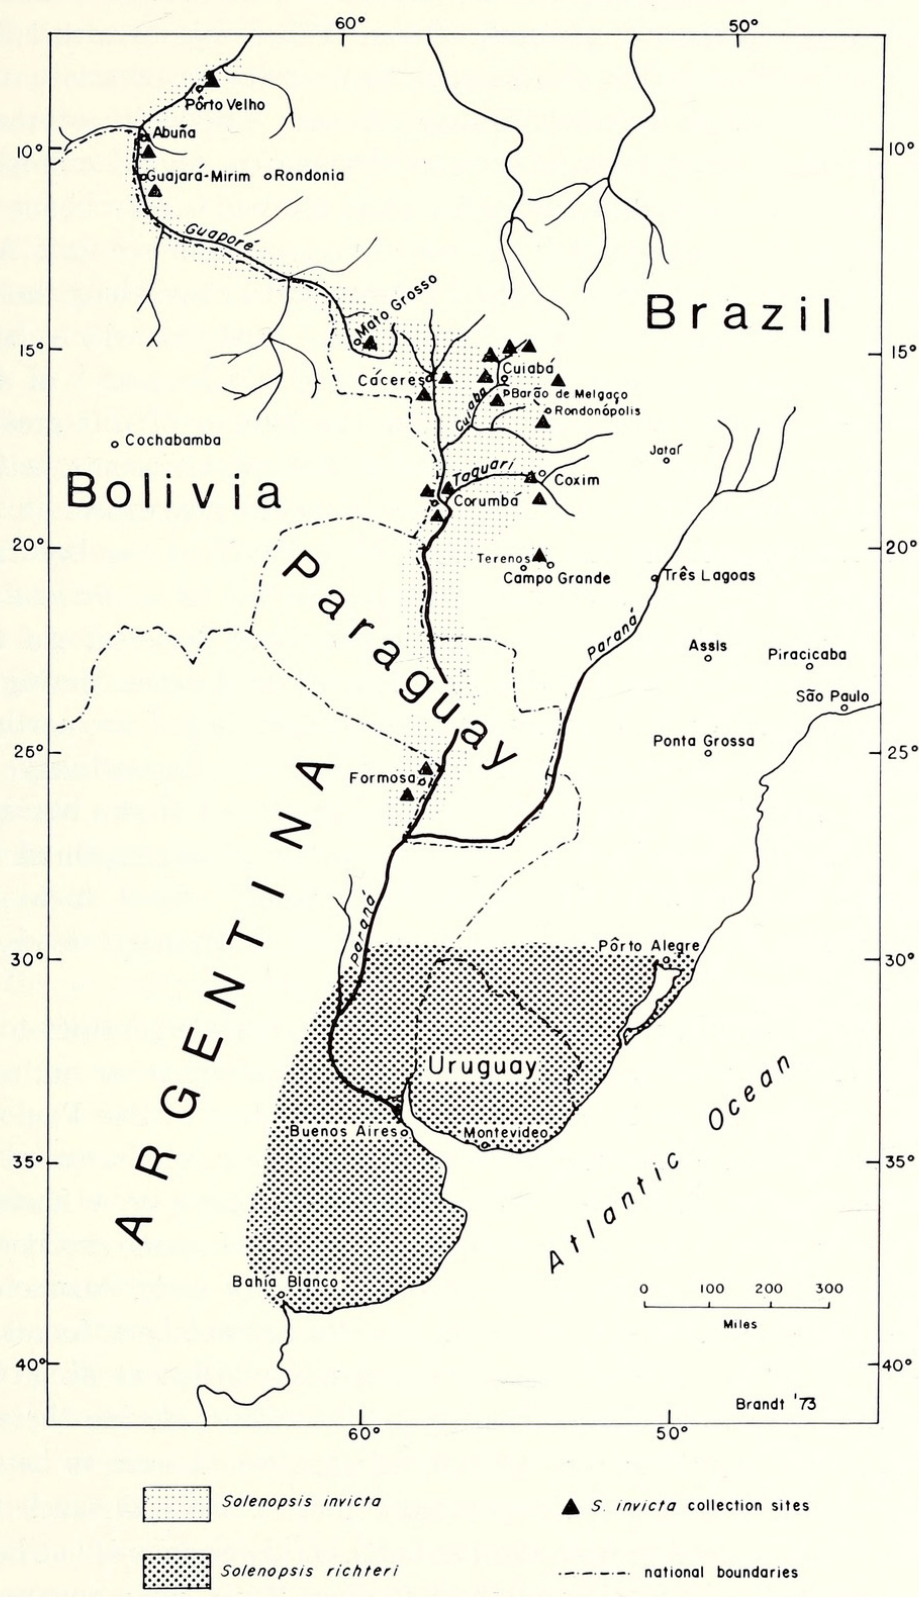 60°
50°
Pôrto Velho
Abuña
10°
10°
Guajará-Mirim
Rondonia
Guaporé
Mato Grosso
Brazil
15°
15°
Cuiabá
Cáceres
Barão de Melgaço
Cuiabá
Rondonópolis
Cochabamba
Jataí
Taquari
Coxim
Bolivia
Corumbá
20°
20°
Terenos
Campo Grande
Três Lagoas
Paraguay
Paraná
Assis
Piracicaba
São Paulo
25°
25°
Ponta Grossa
Formosa
ARGENTINA
Paraná
Pôrto Alegre
30°
30°
Uruguay
Atlantic Ocean
Buenos Aires
Montevideo
35°
35°
Bahía Blanco
0 100 200 300
Miles
40°
40°
Brandt '73
60°
50°
Solenopsis invicta
S. invicta collection sites
Solenopsis richteri
national boundaries